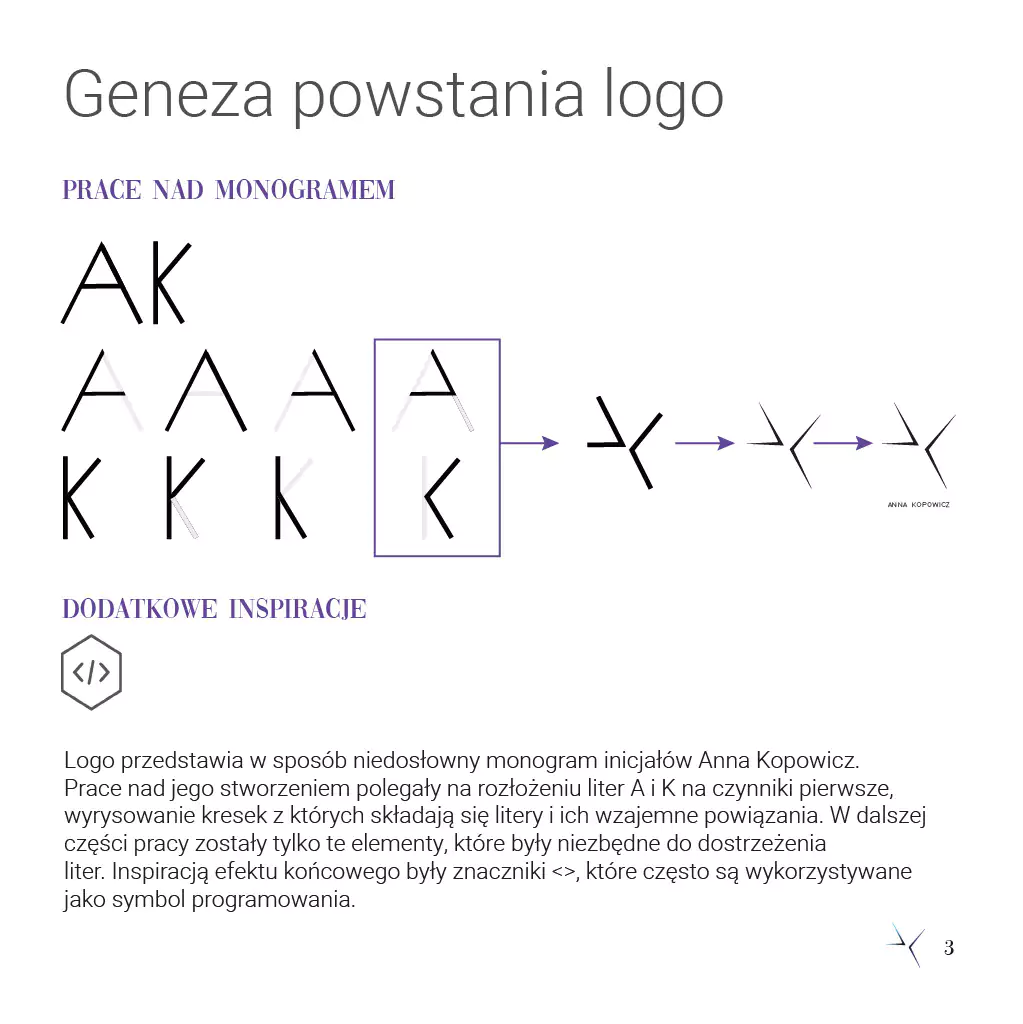 Geneza powstania logo
PRACE NAD MONOGRAMEM
AK
A A A A
K K K K
ANNA KOPOWICZ
DODATKOWE INSPIRACJE
</>
Logo przedstawia w sposób niedosłowny monogram inicjałów Anna Kopowicz.
Prace nad jego stworzeniem polegały na rozłożeniu liter A i K na czynniki pierwsze,
wyrysowanie kresek z których składają się litery i ich wzajemne powiązania. W dalszej
części pracy zostały tylko te elementy, które były niezbędne do dostrzeżenia
liter. Inspiracją efektu końcowego były znaczniki <>, które często są wykorzystywane
jako symbol programowania.
3